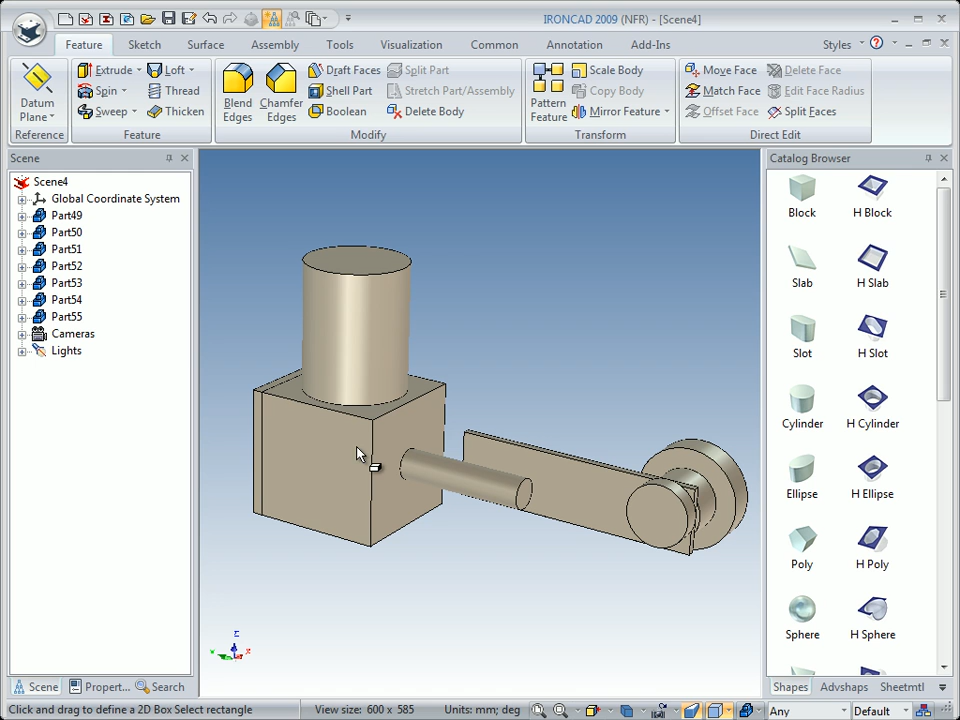 IRONCAD 2009 (NFR) - [Scene4]
Feature Sketch Surface Assembly Tools Visualization Common Annotation Add-Ins Styles
Datum Plane
Reference
Extrude Loft
Spin Thread
Sweep Thicken
Feature
Blend Edges
Chamfer Edges
Draft Faces Split Part
Shell Part Stretch Part/Assembly
Boolean Delete Body
Modify
Pattern Feature
Scale Body
Copy Body
Mirror Feature
Transform
Move Face Delete Face
Match Face Edit Face Radius
Offset Face Split Faces
Direct Edit
Scene
Scene4
Global Coordinate System
Part49
Part50
Part51
Part52
Part53
Part54
Part55
Cameras
Lights
Z
Y X
Catalog Browser
Block H Block
Slab H Slab
Slot H Slot
Cylinder H Cylinder
Ellipse H Ellipse
Poly H Poly
Sphere H Sphere
Scene Propert... Search
Shapes Advshaps Sheetmtl
Click and drag to define a 2D Box Select rectangle View size: 600 x 585 Units: mm; deg Any Default